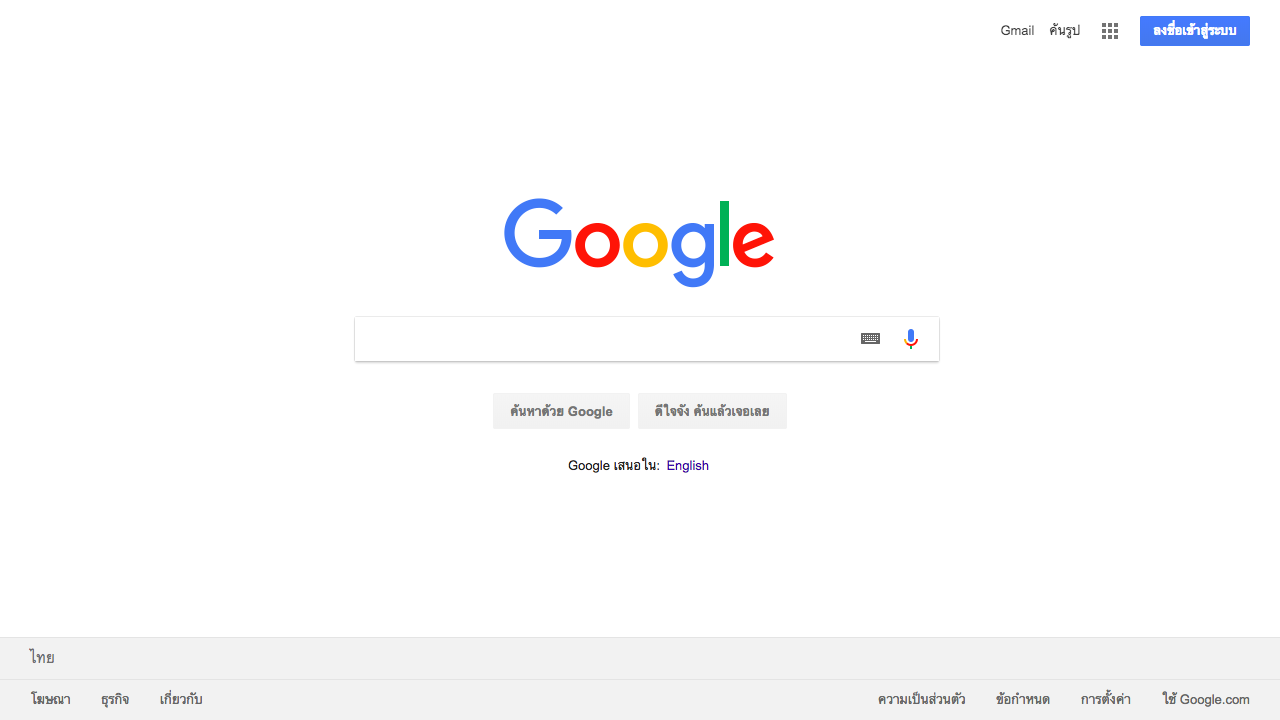 Gmail ค้นรูป ลงชื่อเข้าสู่ระบบ
Google
ค้นหาด้วย Google ดีใจจัง ค้นแล้วเจอเลย
Google เสนอใน: English
ไทย
โฆษณา ธุรกิจ เกี่ยวกับ ความเป็นส่วนตัว ข้อกำหนด การตั้งค่า ใช้ Google.com